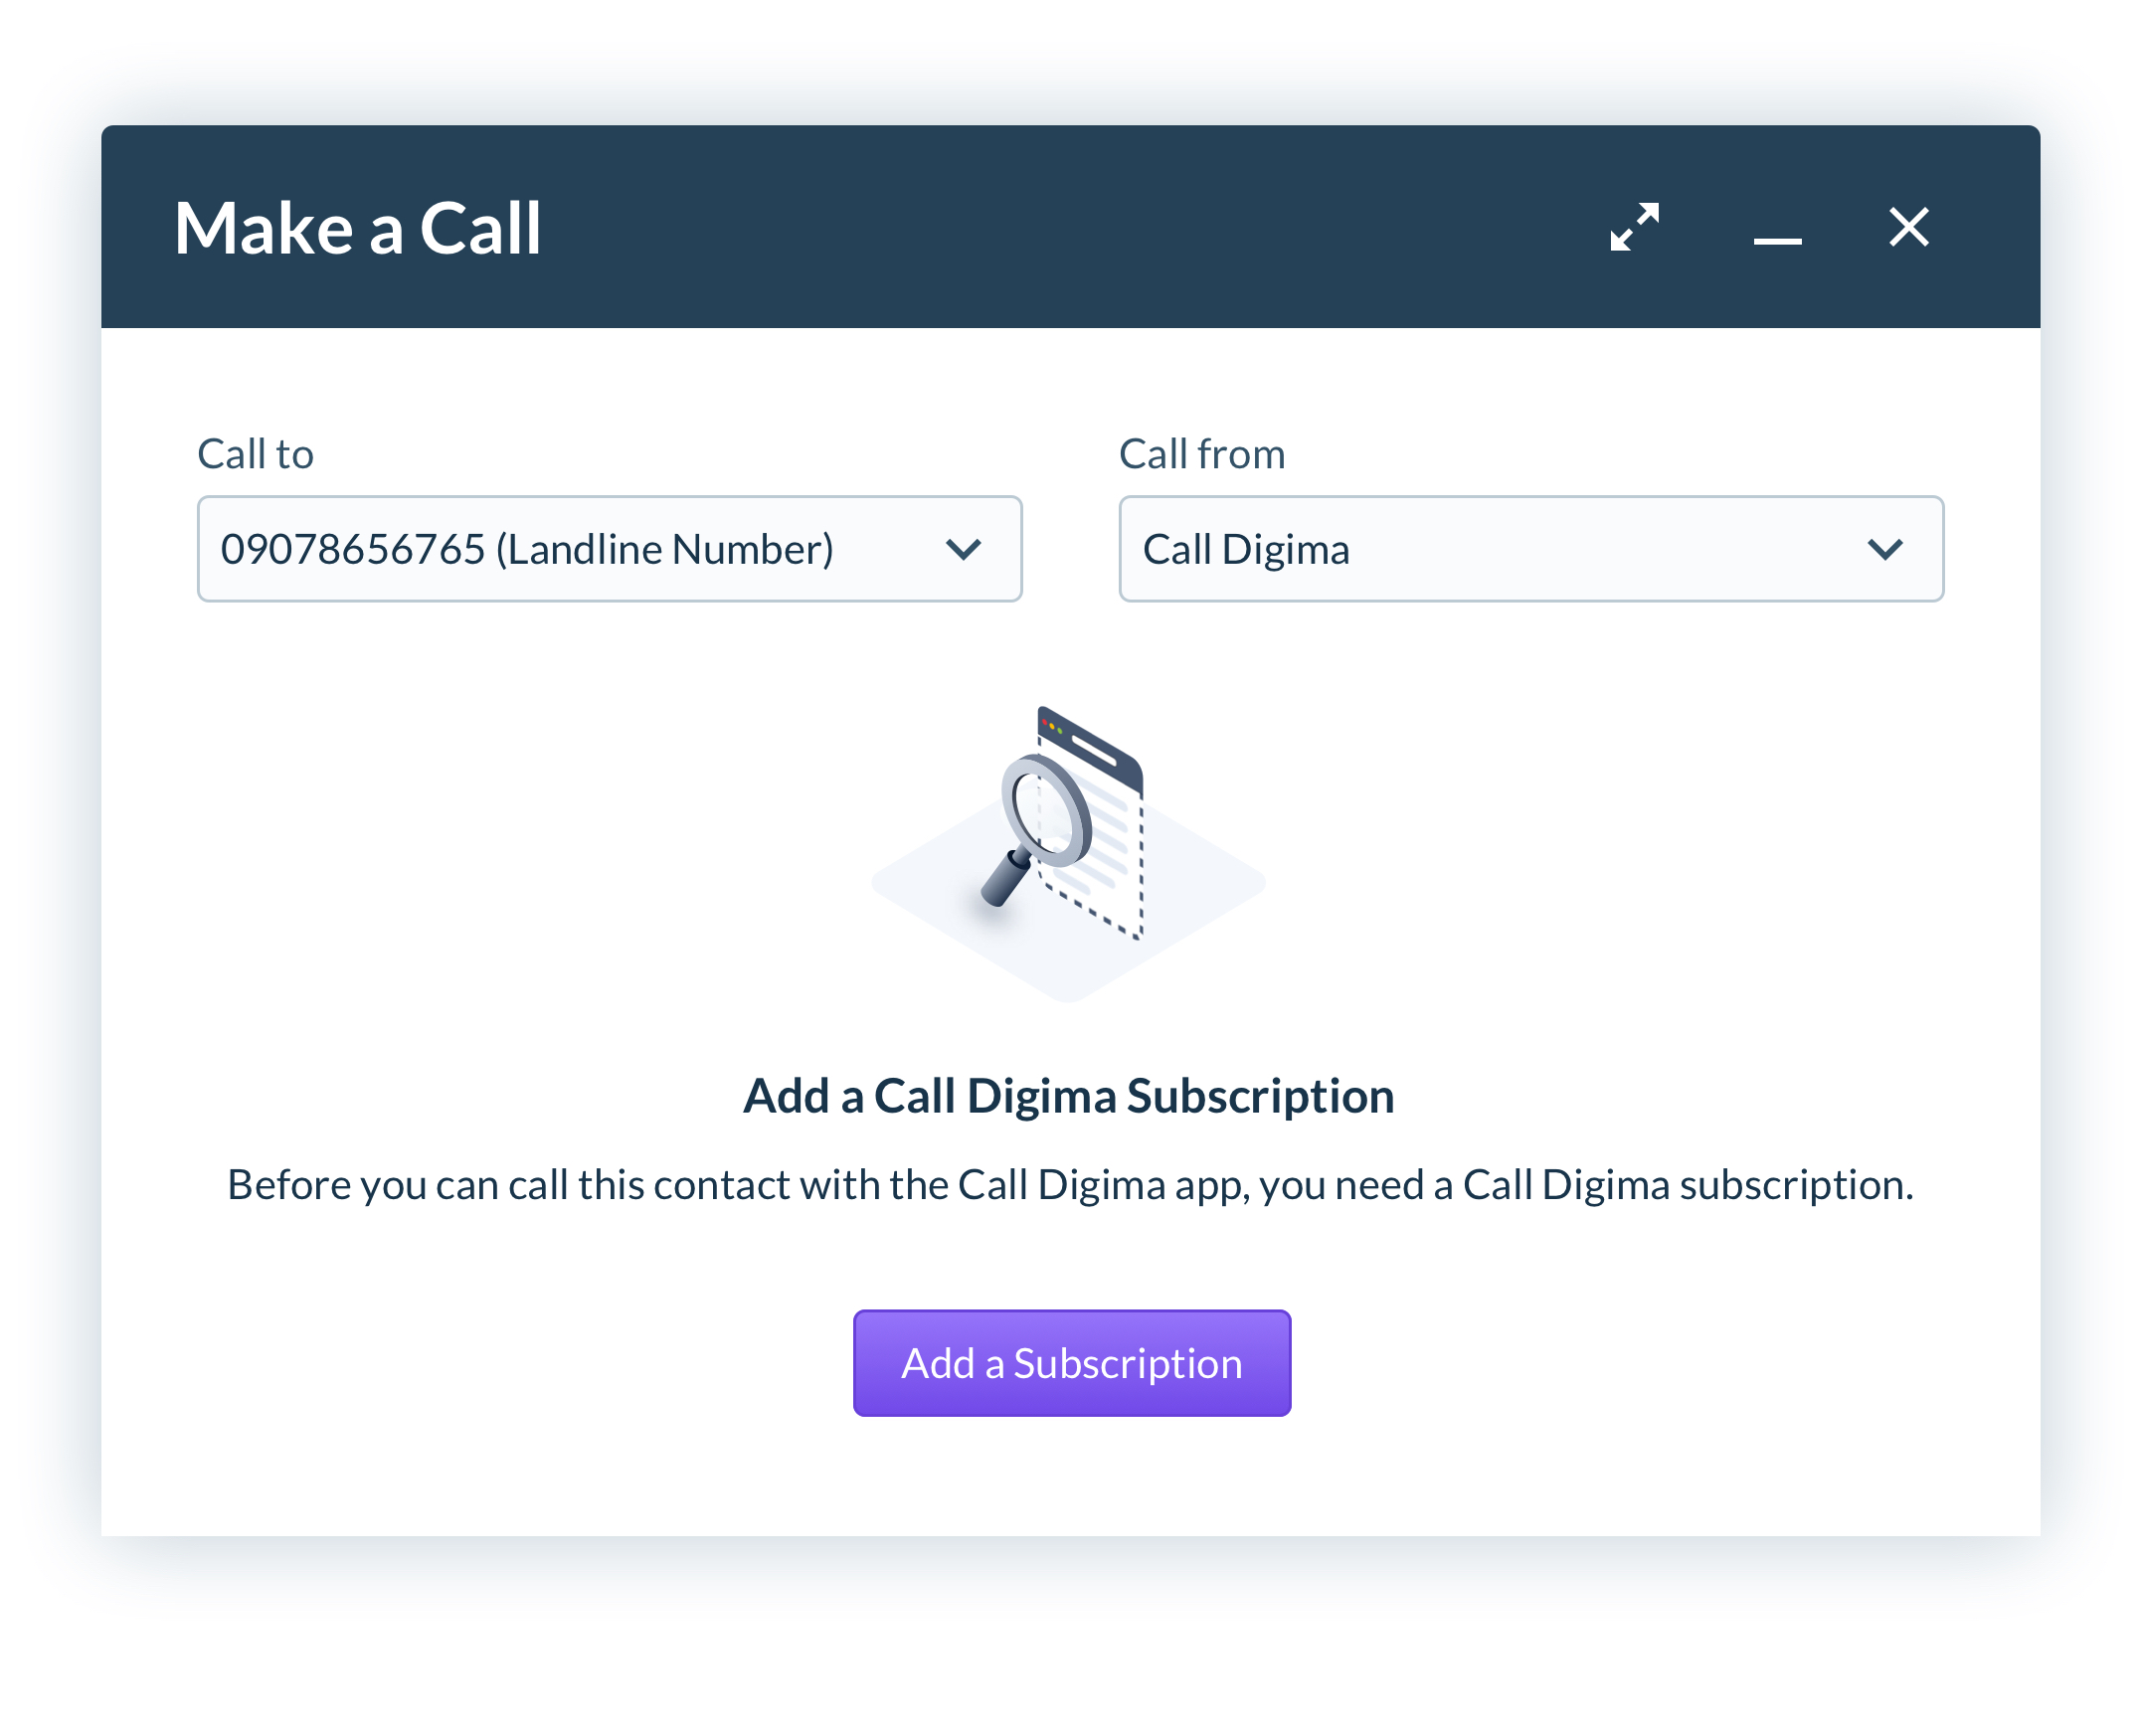 Make a Call
Call to
Call from
09078656765 (Landline Number)
Call Digima
Add a Call Digima Subscription
Before you can call this contact with the Call Digima app, you need a Call Digima subscription.
Add a Subscription